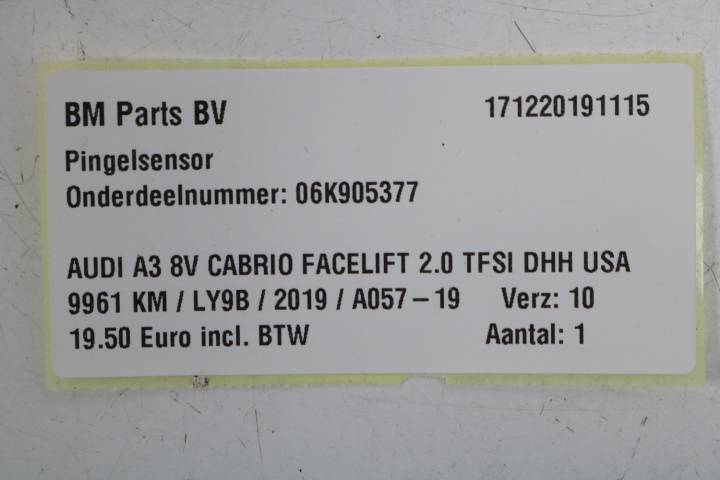 BM Parts BV 171220191115
Pingelsensor
Onderdeelnummer: 06K905377
AUDI A3 8V CABRIO FACELIFT 2.0 TFSI DHH USA
9961 KM / LY9B / 2019 / A057-19 Verz: 10
19.50 Euro incl. BTW Aantal: 1